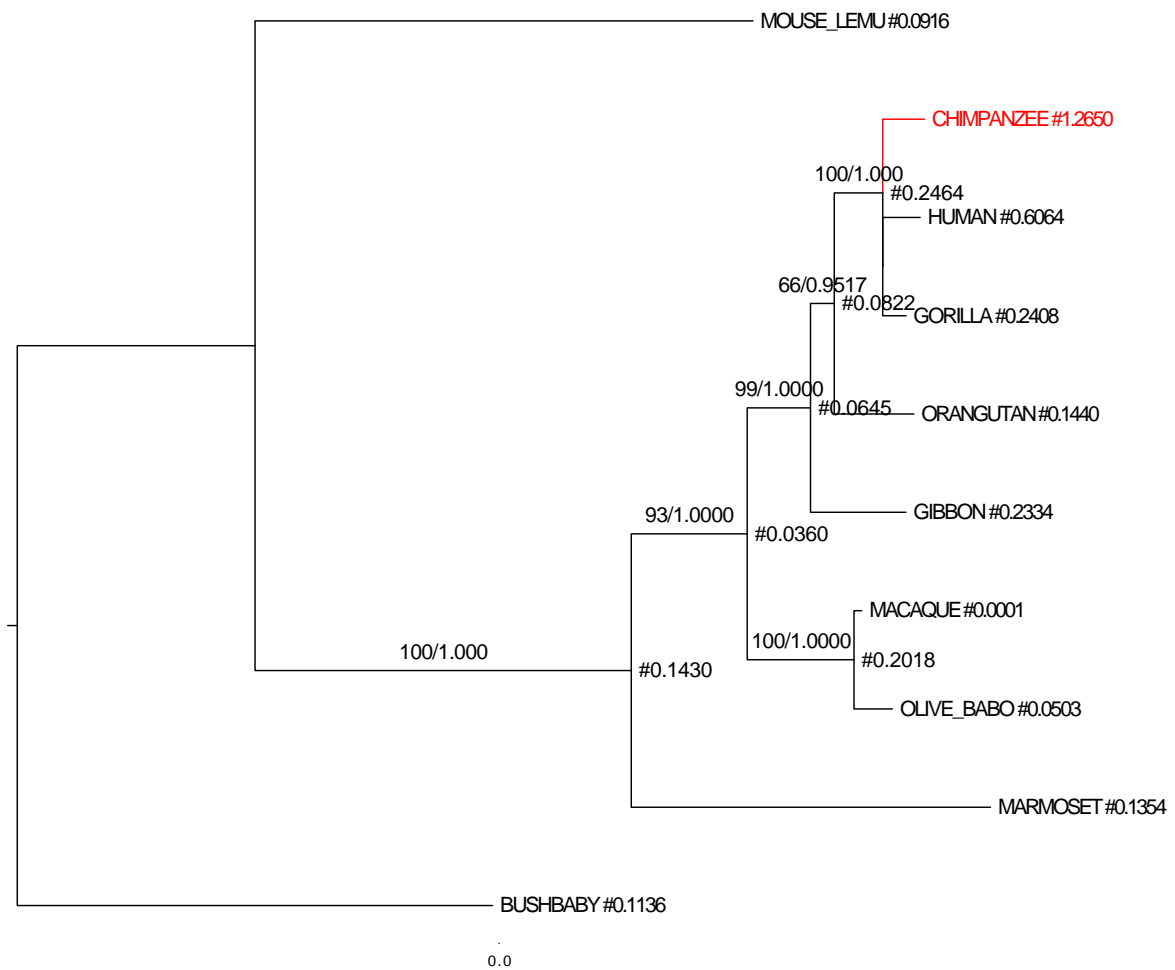 MOUSE_LEMU #0.0916
CHIMPANZEE #1.2650
100/1.000
#0.2464
HUMAN #0.6064
66/0.9517
#0.0822
GORILLA #0.2408
99/1.0000
#0.0645
ORANGUTAN #0.1440
GIBBON #0.2334
93/1.0000
#0.0360
MACAQUE #0.0001
100/1.0000
#0.2018
100/1.000
#0.1430
OLIVE_BABO #0.0503
MARMOSET #0.1354
BUSHBABY #0.1136
0.0